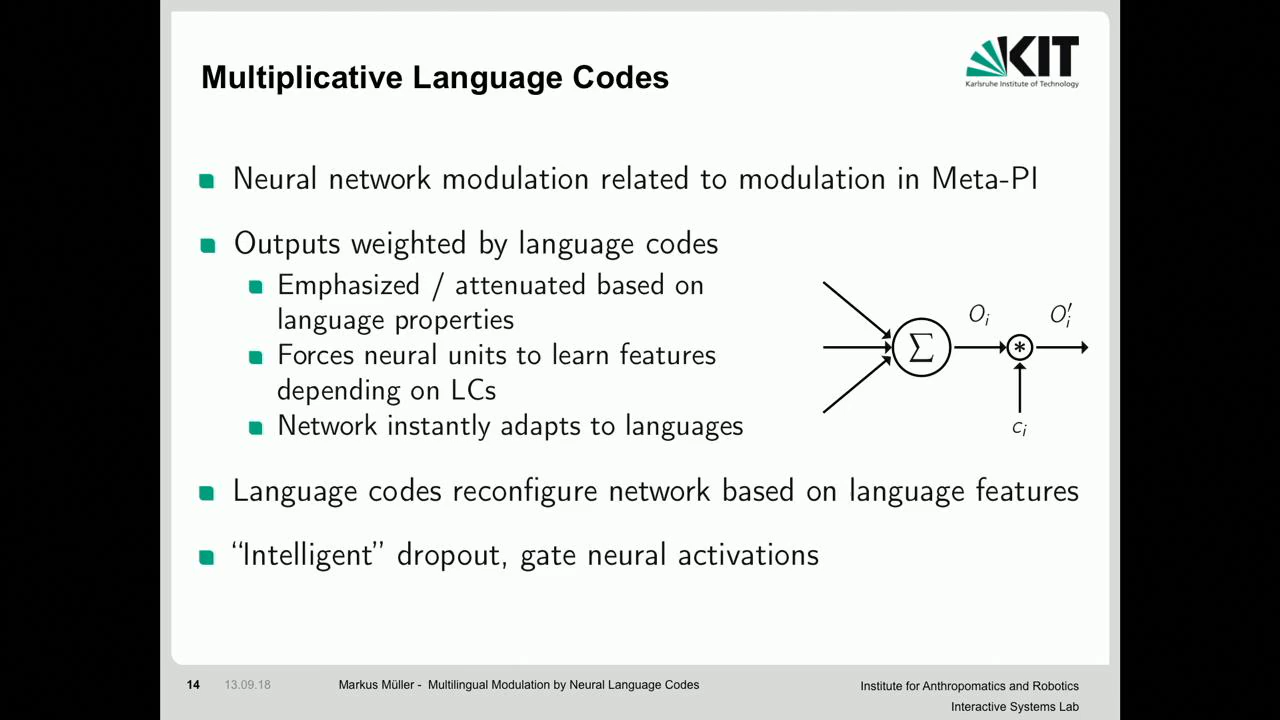 Multiplicative Language Codes
KIT
Karlsruhe Institute of Technology
Neural network modulation related to modulation in Meta-PI
Outputs weighted by language codes
Emphasized / attenuated based on
language properties
Forces neural units to learn features
depending on LCs
Network instantly adapts to languages
Σ
Oᵢ
*
O′ᵢ
cᵢ
Language codes reconfigure network based on language features
“Intelligent” dropout, gate neural activations
14 13.09.18 Markus Müller - Multilingual Modulation by Neural Language Codes
Institute for Anthropomatics and Robotics
Interactive Systems Lab